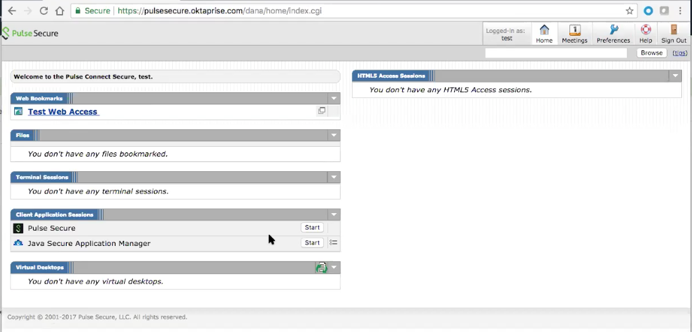 Secure | https://pulsesecure.oktaprise.com/dana/home/index.cgi
Pulse Secure
Logged-in as:
test
Home
Meetings
Preferences
Help
Sign Out
Browse
(tips)
Welcome to the Pulse Connect Secure, test.
Web Bookmarks
Test Web Access
Files
You don't have any files bookmarked.
Terminal Sessions
You don't have any terminal sessions.
Client Application Sessions
Pulse Secure
Start
Java Secure Application Manager
Start
Virtual Desktops
You don't have any virtual desktops.
HTML5 Access Sessions
You don't have any HTML5 Access sessions.
Copyright © 2001-2017 Pulse Secure, LLC. All rights reserved.